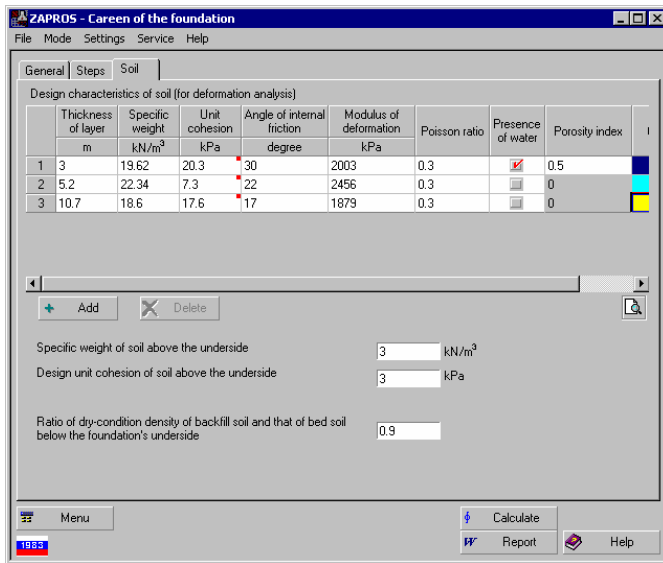 ZAPROS - Careen of the foundation
File Mode Settings Service Help
General Steps Soil
Design characteristics of soil (for deformation analysis)
Thickness of layer Specific weight Unit cohesion Angle of internal friction Modulus of deformation Poisson ratio Presence of water Porosity index
m kN/m³ kPa degree kPa
1 3 19.62 20.3 30 2003 0.3 0.5
2 5.2 22.34 7.3 22 2456 0.3 0
3 10.7 18.6 17.6 17 1879 0.3 0
Add Delete
Specific weight of soil above the underside 3 kN/m³
Design unit cohesion of soil above the underside 3 kPa
Ratio of dry-condition density of backfill soil and that of bed soil
below the foundation's underside 0.9
Menu Calculate
1983 Report Help